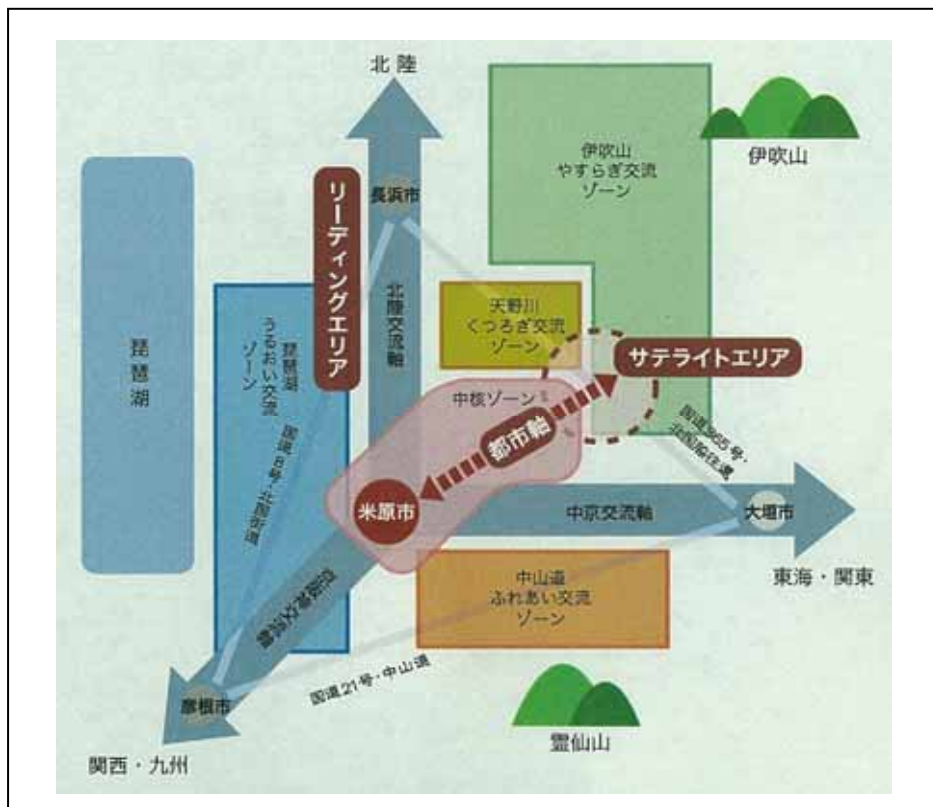 北陸
伊吹山
やすらぎ交流
ゾーン
伊吹山
長浜市
リーディングエリア
北陸交流軸
天野川
くつろぎ交流
ゾーン
琵琶湖
琵琶湖
うるおい交流
ゾーン
サテライトエリア
中核ゾーン
都市軸
国道365号・
北国脇往還
国道8号・北国街道
米原市
中京交流軸
大垣市
東海・関東
中山道
ふれあい交流
ゾーン
京阪神交流軸
国道21号・中山道
彦根市
霊仙山
関西・九州